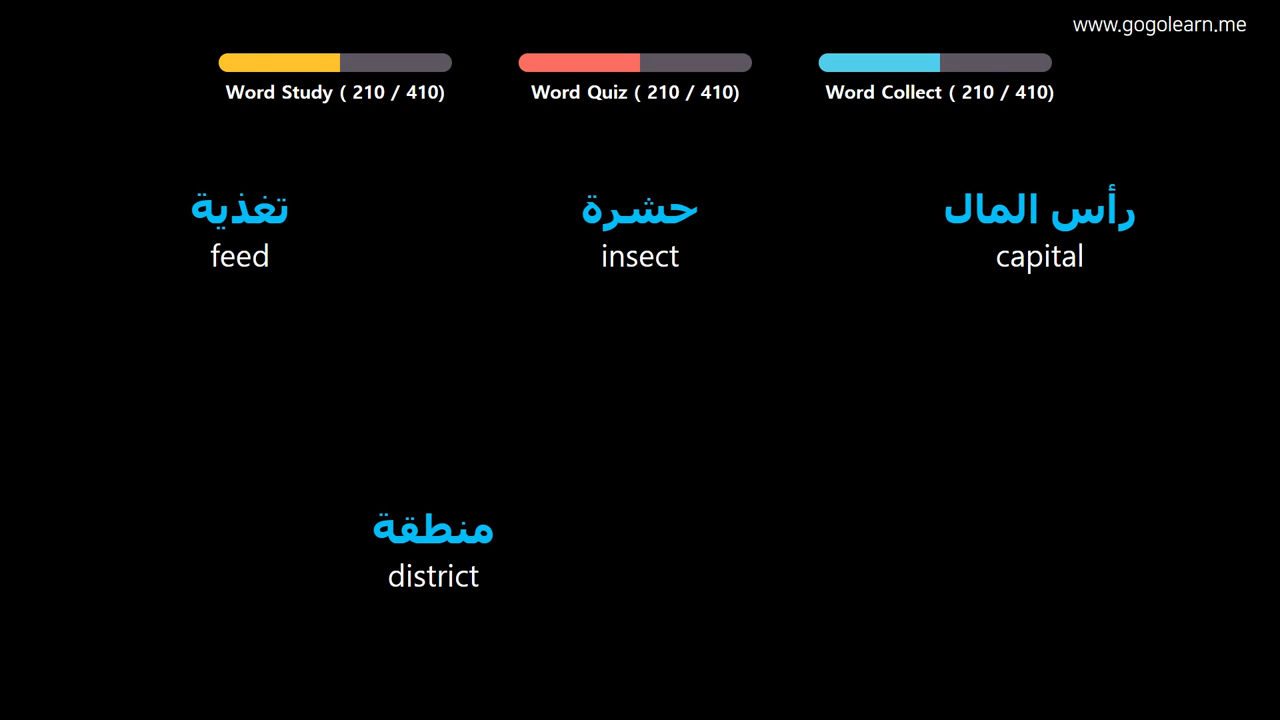 www.gogolearn.me
Word Study ( 210 / 410)
Word Quiz ( 210 / 410)
Word Collect ( 210 / 410)
تغذية
feed
حشرة
insect
رأس المال
capital
منطقة
district